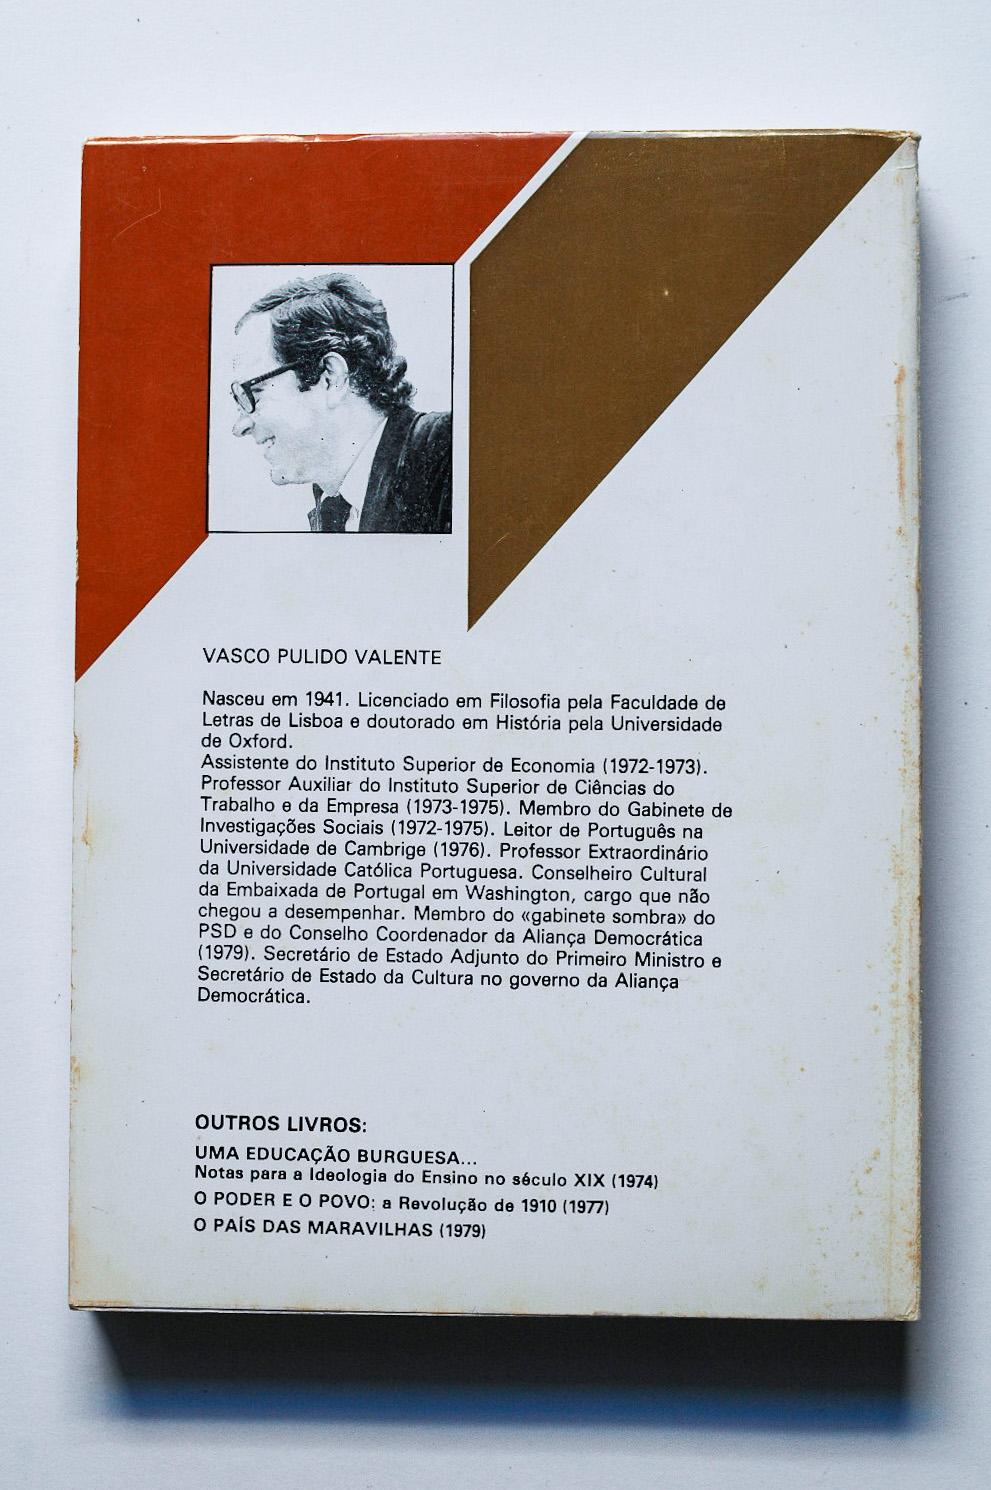 VASCO PULIDO VALENTE
Nasceu em 1941. Licenciado em Filosofia pela Faculdade de
Letras de Lisboa e doutorado em História pela Universidade
de Oxford.
Assistente do Instituto Superior de Economia (1972-1973).
Professor Auxiliar do Instituto Superior de Ciências do
Trabalho e da Empresa (1973-1975). Membro do Gabinete de
Investigações Sociais (1972-1975). Leitor de Português na
Universidade de Cambrige (1976). Professor Extraordinário
da Universidade Católica Portuguesa. Conselheiro Cultural
da Embaixada de Portugal em Washington, cargo que não
chegou a desempenhar. Membro do «gabinete sombra» do
PSD e do Conselho Coordenador da Aliança Democrática
(1979). Secretário de Estado Adjunto do Primeiro Ministro e
Secretário de Estado da Cultura no governo da Aliança
Democrática.
OUTROS LIVROS:
UMA EDUCAÇÃO BURGUESA...
Notas para a Ideologia do Ensino no século XIX (1974)
O PODER E O POVO: a Revolução de 1910 (1977)
O PAÍS DAS MARAVILHAS (1979)